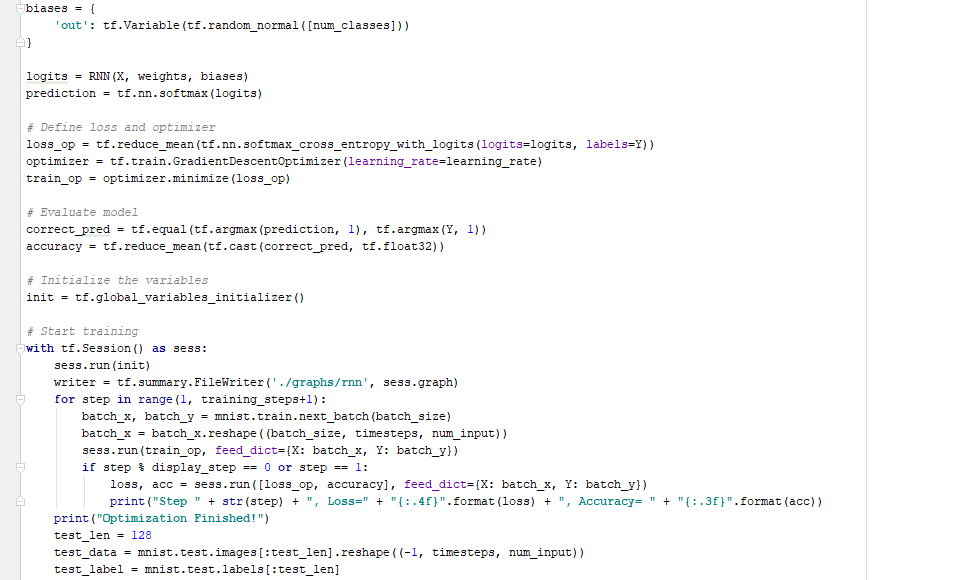 biases = {
    'out': tf.Variable(tf.random_normal([num_classes]))
}

logits = RNN(X, weights, biases)
prediction = tf.nn.softmax(logits)

# Define loss and optimizer
loss_op = tf.reduce_mean(tf.nn.softmax_cross_entropy_with_logits(logits=logits, labels=Y))
optimizer = tf.train.GradientDescentOptimizer(learning_rate=learning_rate)
train_op = optimizer.minimize(loss_op)

# Evaluate model
correct_pred = tf.equal(tf.argmax(prediction, 1), tf.argmax(Y, 1))
accuracy = tf.reduce_mean(tf.cast(correct_pred, tf.float32))

# Initialize the variables
init = tf.global_variables_initializer()

# Start training
with tf.Session() as sess:
    sess.run(init)
    writer = tf.summary.FileWriter('./graphs/rnn', sess.graph)
    for step in range(1, training_steps+1):
        batch_x, batch_y = mnist.train.next_batch(batch_size)
        batch_x = batch_x.reshape((batch_size, timesteps, num_input))
        sess.run(train_op, feed_dict={X: batch_x, Y: batch_y})
        if step % display_step == 0 or step == 1:
            loss, acc = sess.run([loss_op, accuracy], feed_dict={X: batch_x, Y: batch_y})
            print("Step " + str(step) + ", Loss=" + "{:.4f}".format(loss) + ", Accuracy= " + "{:.3f}".format(acc))
    print("Optimization Finished!")
    test_len = 128
    test_data = mnist.test.images[:test_len].reshape((-1, timesteps, num_input))
    test_label = mnist.test.labels[:test_len]